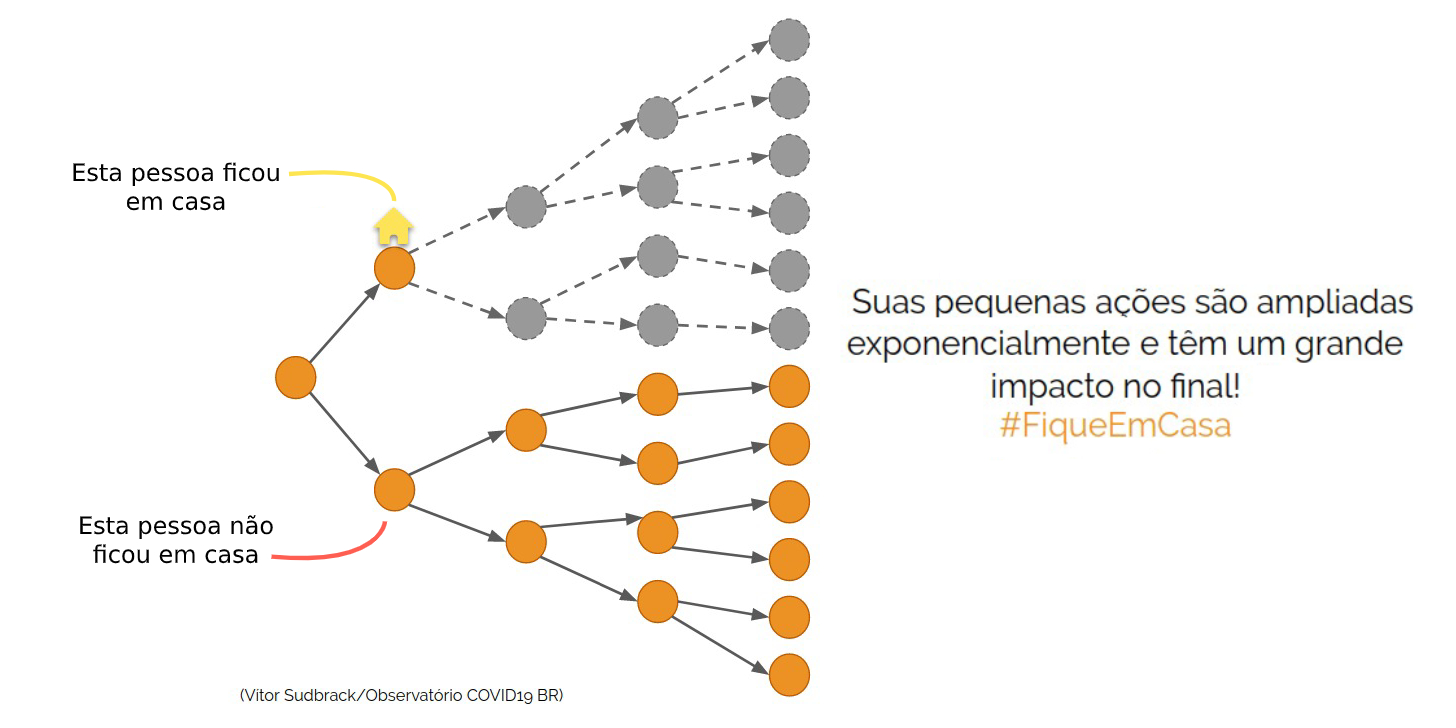 Esta pessoa ficou
em casa
Suas pequenas ações são ampliadas
exponencialmente e têm um grande
impacto no final!
#FiqueEmCasa
Esta pessoa não
ficou em casa
(Vitor Sudbrack/Observatório COVID19 BR)